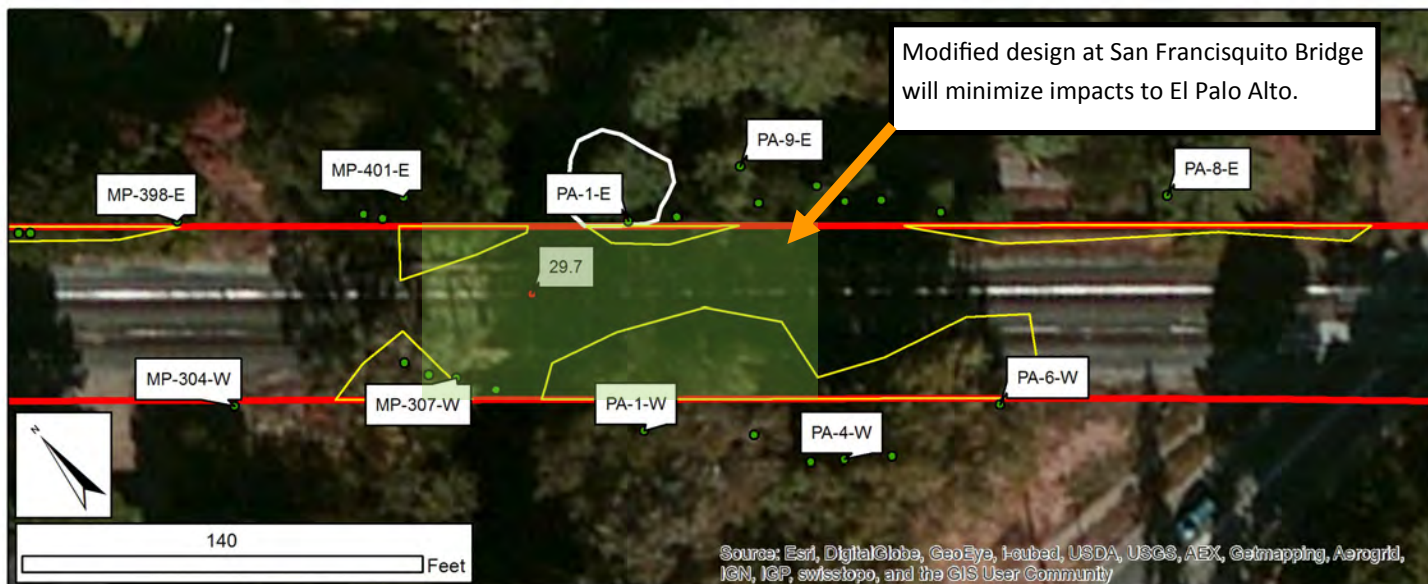 Modified design at San Francisquito Bridge
will minimize impacts to El Palo Alto.
PA-9-E
MP-401-E
PA-8-E
MP-398-E
PA-1-E
29.7
MP-304-W
MP-307-W
PA-1-W
PA-6-W
PA-4-W
N
140
Feet
Source: Esri, DigitalGlobe, GeoEye, i-cubed, USDA, USGS, AEX, Getmapping, Aerogrid,
IGN, IGP, swisstopo, and the GIS User Community